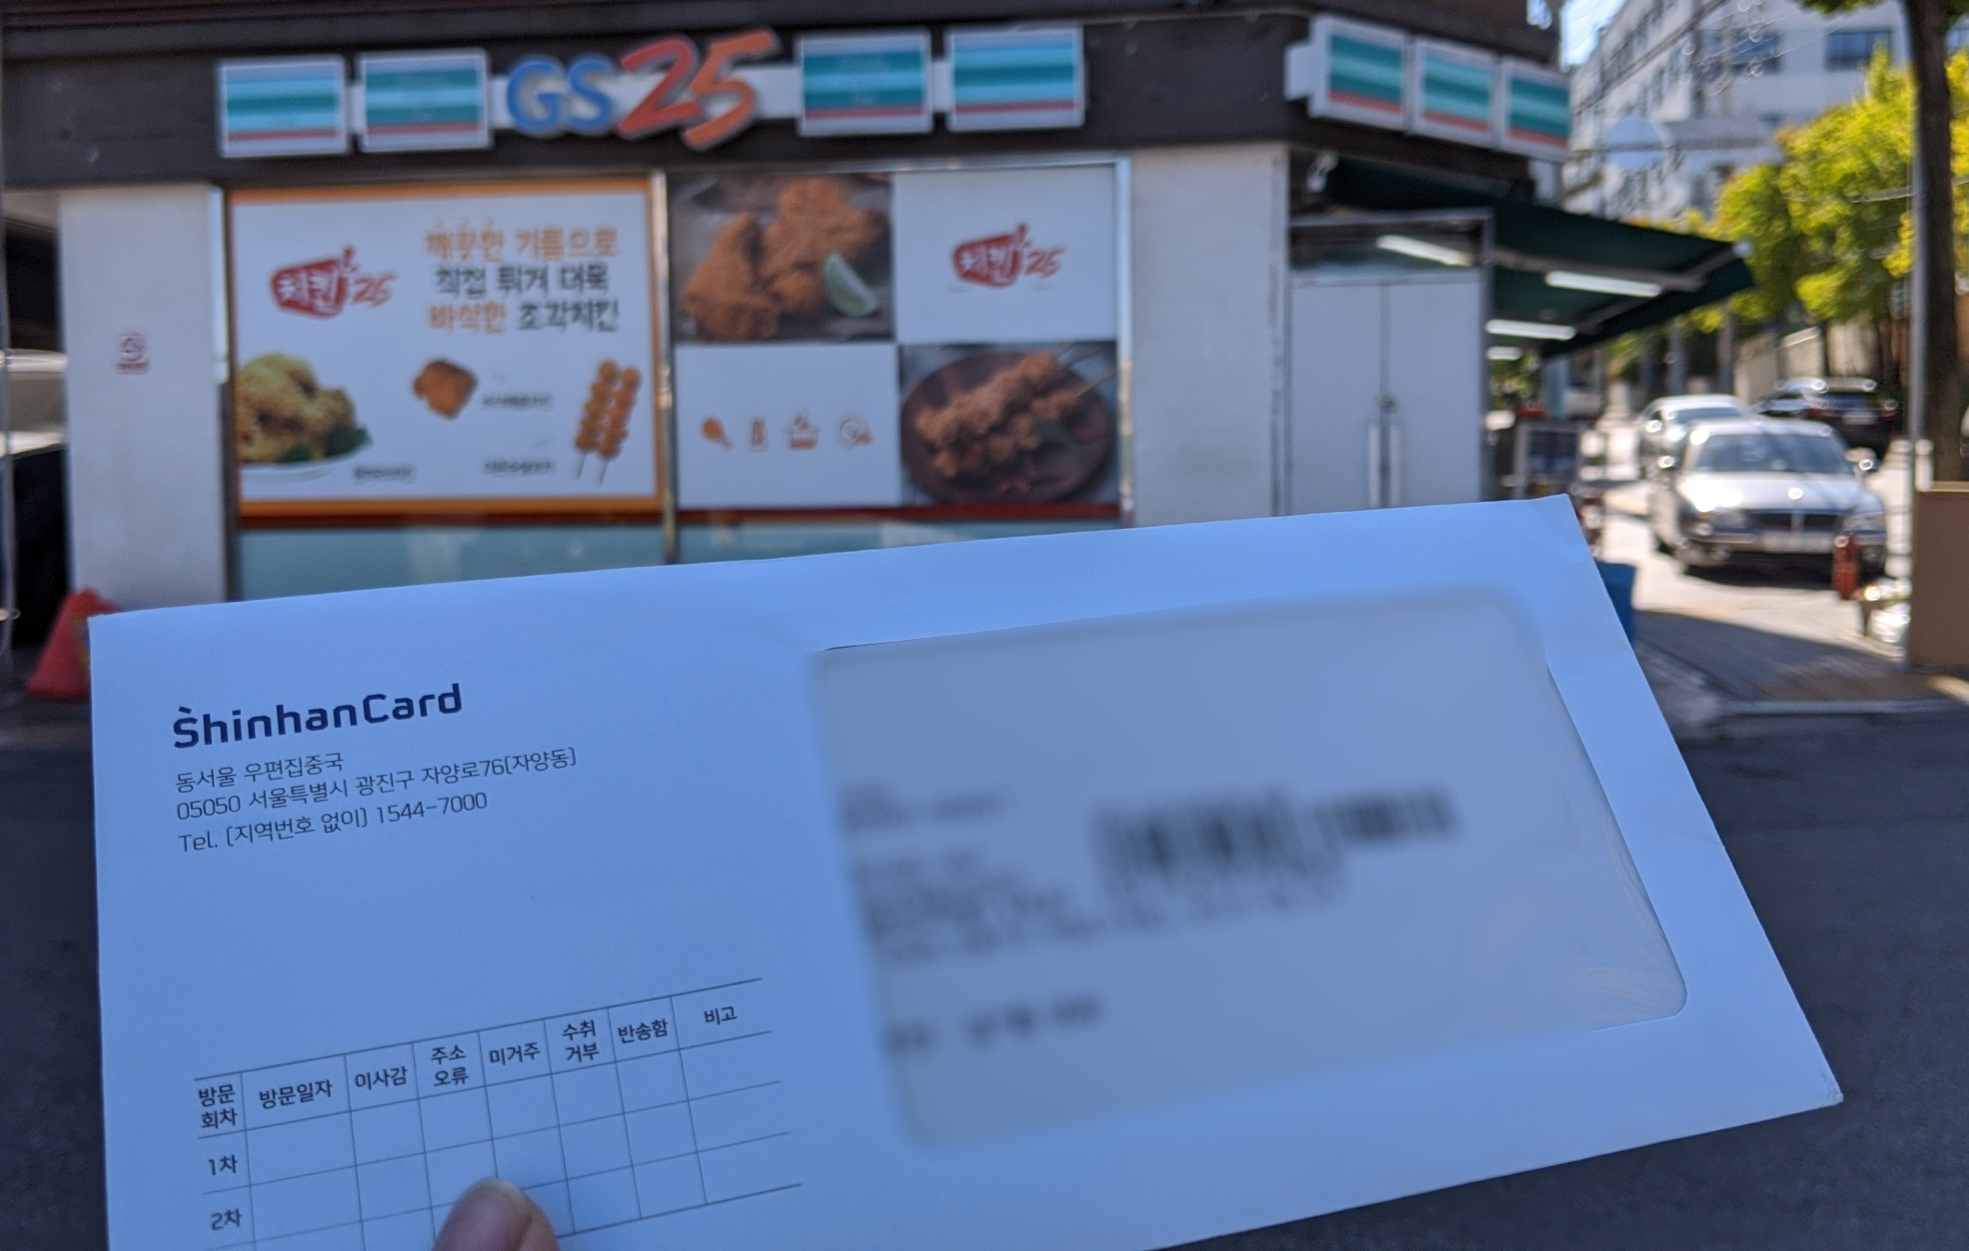 GS25
치킨25
깨끗한 기름으로
직접 튀겨 더욱
바삭한 조각치킨
치킨25
ShinhanCard
동서울 우편집중국
05050 서울특별시 광진구 자양로76(자양동)
Tel. (지역번호 없이) 1544-7000
방문 회차 방문일자 이사감 주소 오류 미거주 수취 거부 반송함 비고
1차
2차